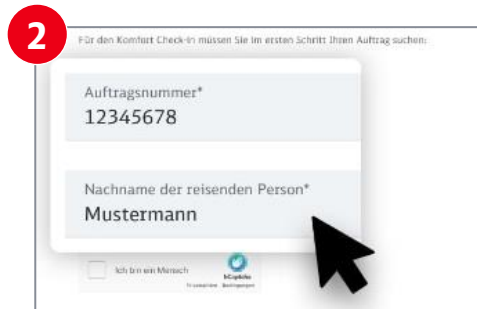 2
Für den Komfort Check-in müssen Sie im ersten Schritt Ihren Auftrag suchen:
Auftragsnummer*
12345678
Nachname der reisenden Person*
Mustermann
Ich bin ein Mensch
hCaptcha
Bedingungen